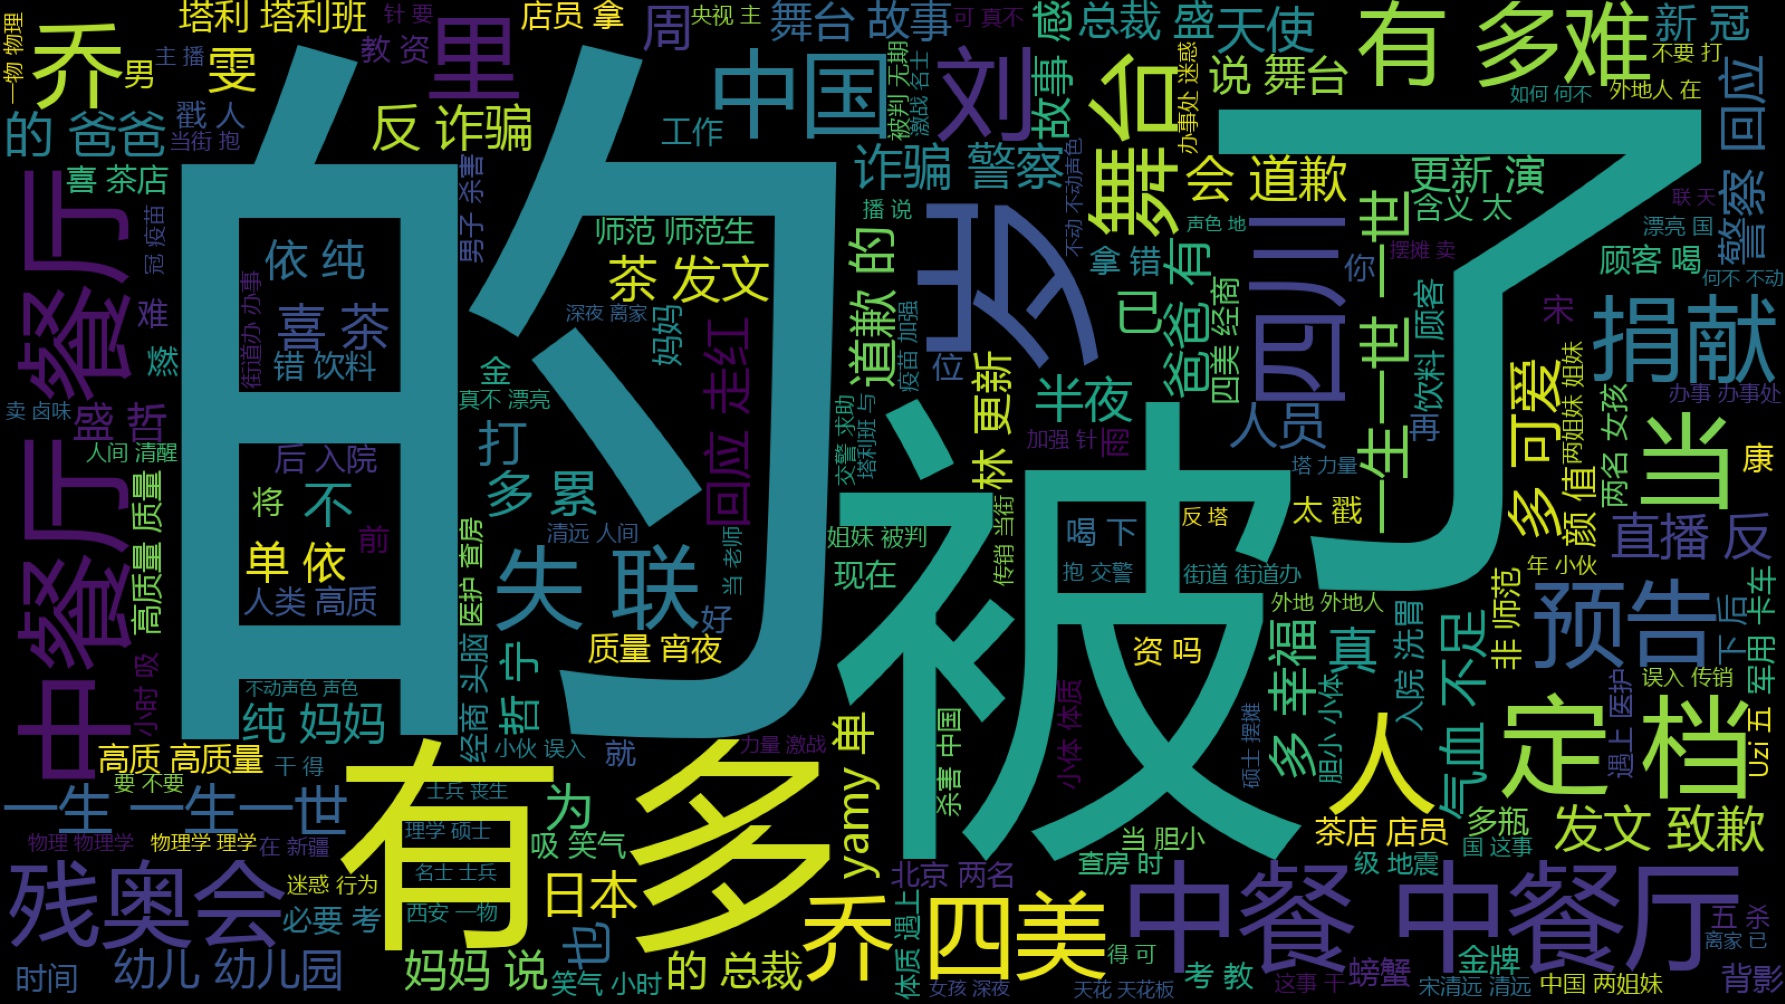 塔利 塔利班
针 要
店员 拿
周
央视 主
舞台 故事
可 真不
感
总裁 盛
天使
有 多难
新 冠
一物 物理
乔
男
主 播
雯
教 资
里
中国
被判 无期
激战 名士
刘
故事
舞台
办事处 迷惑
说 舞台
不要 打
如何 何不
外地人 在
回应
的 爸爸
戳 人
当街 抱
反 诈骗
工作
诈骗 警察
会 道歉
更新 演
含义 太
联 天
漂亮 国
警察
中餐厅 餐厅
喜 茶店
冠 疫苗
男子 杀害
的
了
师范 师范生
播 说
岁
不动 不动声色
声色 地
拿 错
四川
一生一世 一世
你
摆摊 卖
顾客 喝
何不 不动
难
依 纯
喜 茶
街道办 办事
错 饮料
茶 发文
深夜 离家
妈妈
道歉 的
疫苗 加强
位
已
爸爸 有
四美 经商
饮料 顾客
宋
捐献
燃
金
真不 漂亮
回应 走红
林 更新
半夜
人员
再
多 可爱
两姐妹 姐妹
办事 办事处
卖 卤味
盛
哲
人间 清醒
后 入院
打
交警 求助
塔利班 与
加强 针
雨
塔 力量
颜 值
两名 女孩
当
康
高质量 质量
将
不
多 累
被
反 塔
太 戳
直播 反
单 依
前
医护 查房
清远 人间
失 联
当 老师
姐妹 被判
传销 当街
喝 下
现在
抱 交警
街道 街道办
年 小伙
人类 高质
好
外地 外地人
非 师范
预告
下 后
军用 卡车
小时 吸
质量 宵夜
哲 宁
资 吗
多 幸福
真
胆小 小体
入院 洗胃
气血 不足
误入 传销
不动声色 声色
纯 妈妈
经商 头脑
小伙 误入
就
力量 激战
yamy 单
杀害 中国
小体 体质
硕士 摆摊
人
定 档
遇上 医护
Uzi 五
高质 高质量
干 得
要 不要
一生 一生一世
有 多
士兵 丧生
为
理学 硕士
吸 笑气
当 胆小
茶店 店员
多瓶
发文 致歉
物理 物理学
物理学 理学
在 新疆
查房 时
级 地震
国 这事
残奥会
迷惑 行为
名士 士兵
日本
北京 两名
中餐 中餐厅
必要 考
西安 一物
也
乔 四美
体质 遇上
五 杀
离家 已
时间
幼儿 幼儿园
妈妈 说
笑气 小时
的 总裁
女孩 深夜
得 可
天花 天花板
考 教
这事 干
螃蟹
金牌
宋清远 清远
中国 两姐妹
背影